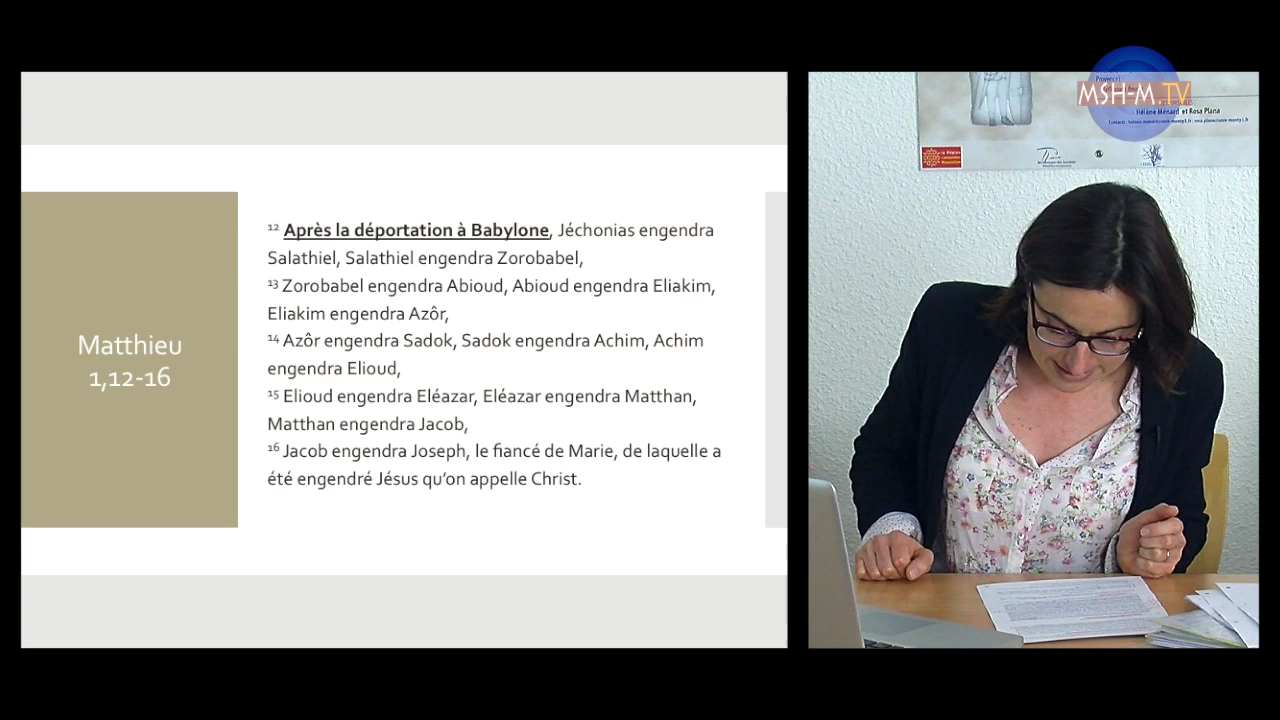 Matthieu
1,12-16
¹² Après la déportation à Babylone, Jéchonias engendra
Salathiel, Salathiel engendra Zorobabel,
¹³ Zorobabel engendra Abioud, Abioud engendra Eliakim,
Eliakim engendra Azôr,
¹⁴ Azôr engendra Sadok, Sadok engendra Achim, Achim
engendra Elioud,
¹⁵ Elioud engendra Eléazar, Eléazar engendra Matthan,
Matthan engendra Jacob,
¹⁶ Jacob engendra Joseph, le fiancé de Marie, de laquelle a
été engendré Jésus qu’on appelle Christ.
MSH-M.TV
Hélène Ménard et Rosa Plana